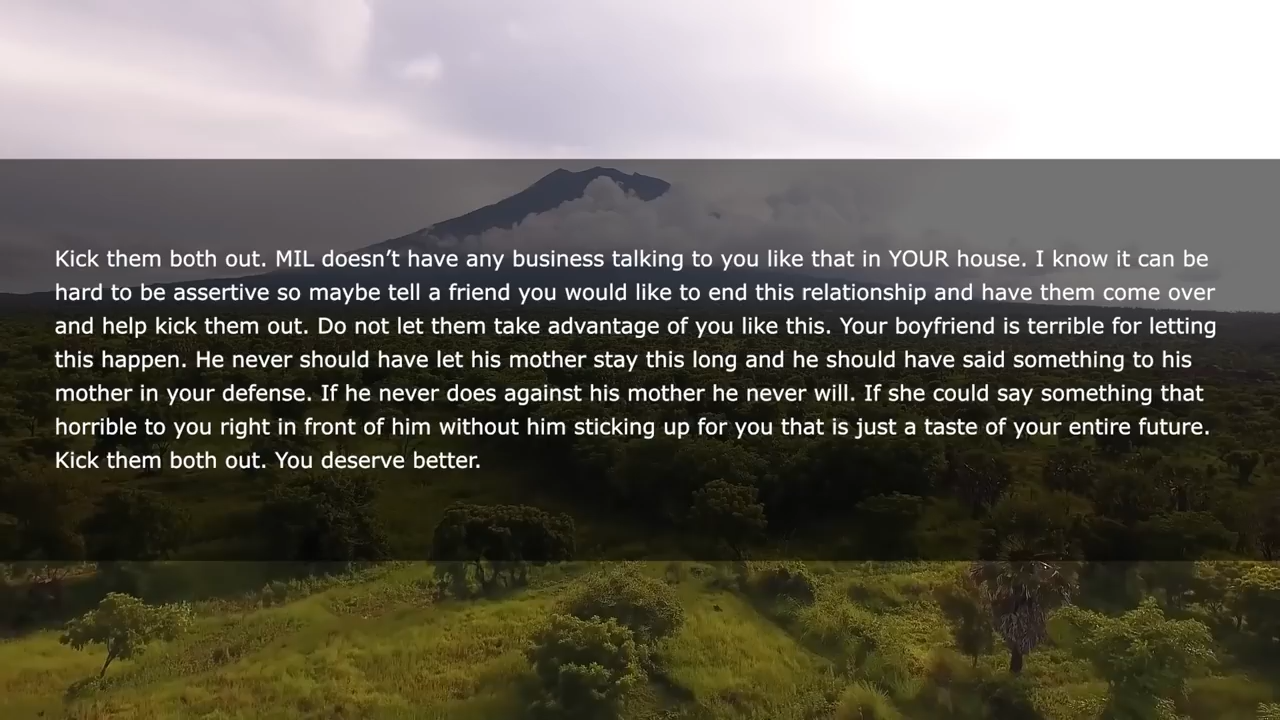 Kick them both out. MIL doesn’t have any business talking to you like that in YOUR house. I know it can be
hard to be assertive so maybe tell a friend you would like to end this relationship and have them come over
and help kick them out. Do not let them take advantage of you like this. Your boyfriend is terrible for letting
this happen. He never should have let his mother stay this long and he should have said something to his
mother in your defense. If he never does against his mother he never will. If she could say something that
horrible to you right in front of him without him sticking up for you that is just a taste of your entire future.
Kick them both out. You deserve better.